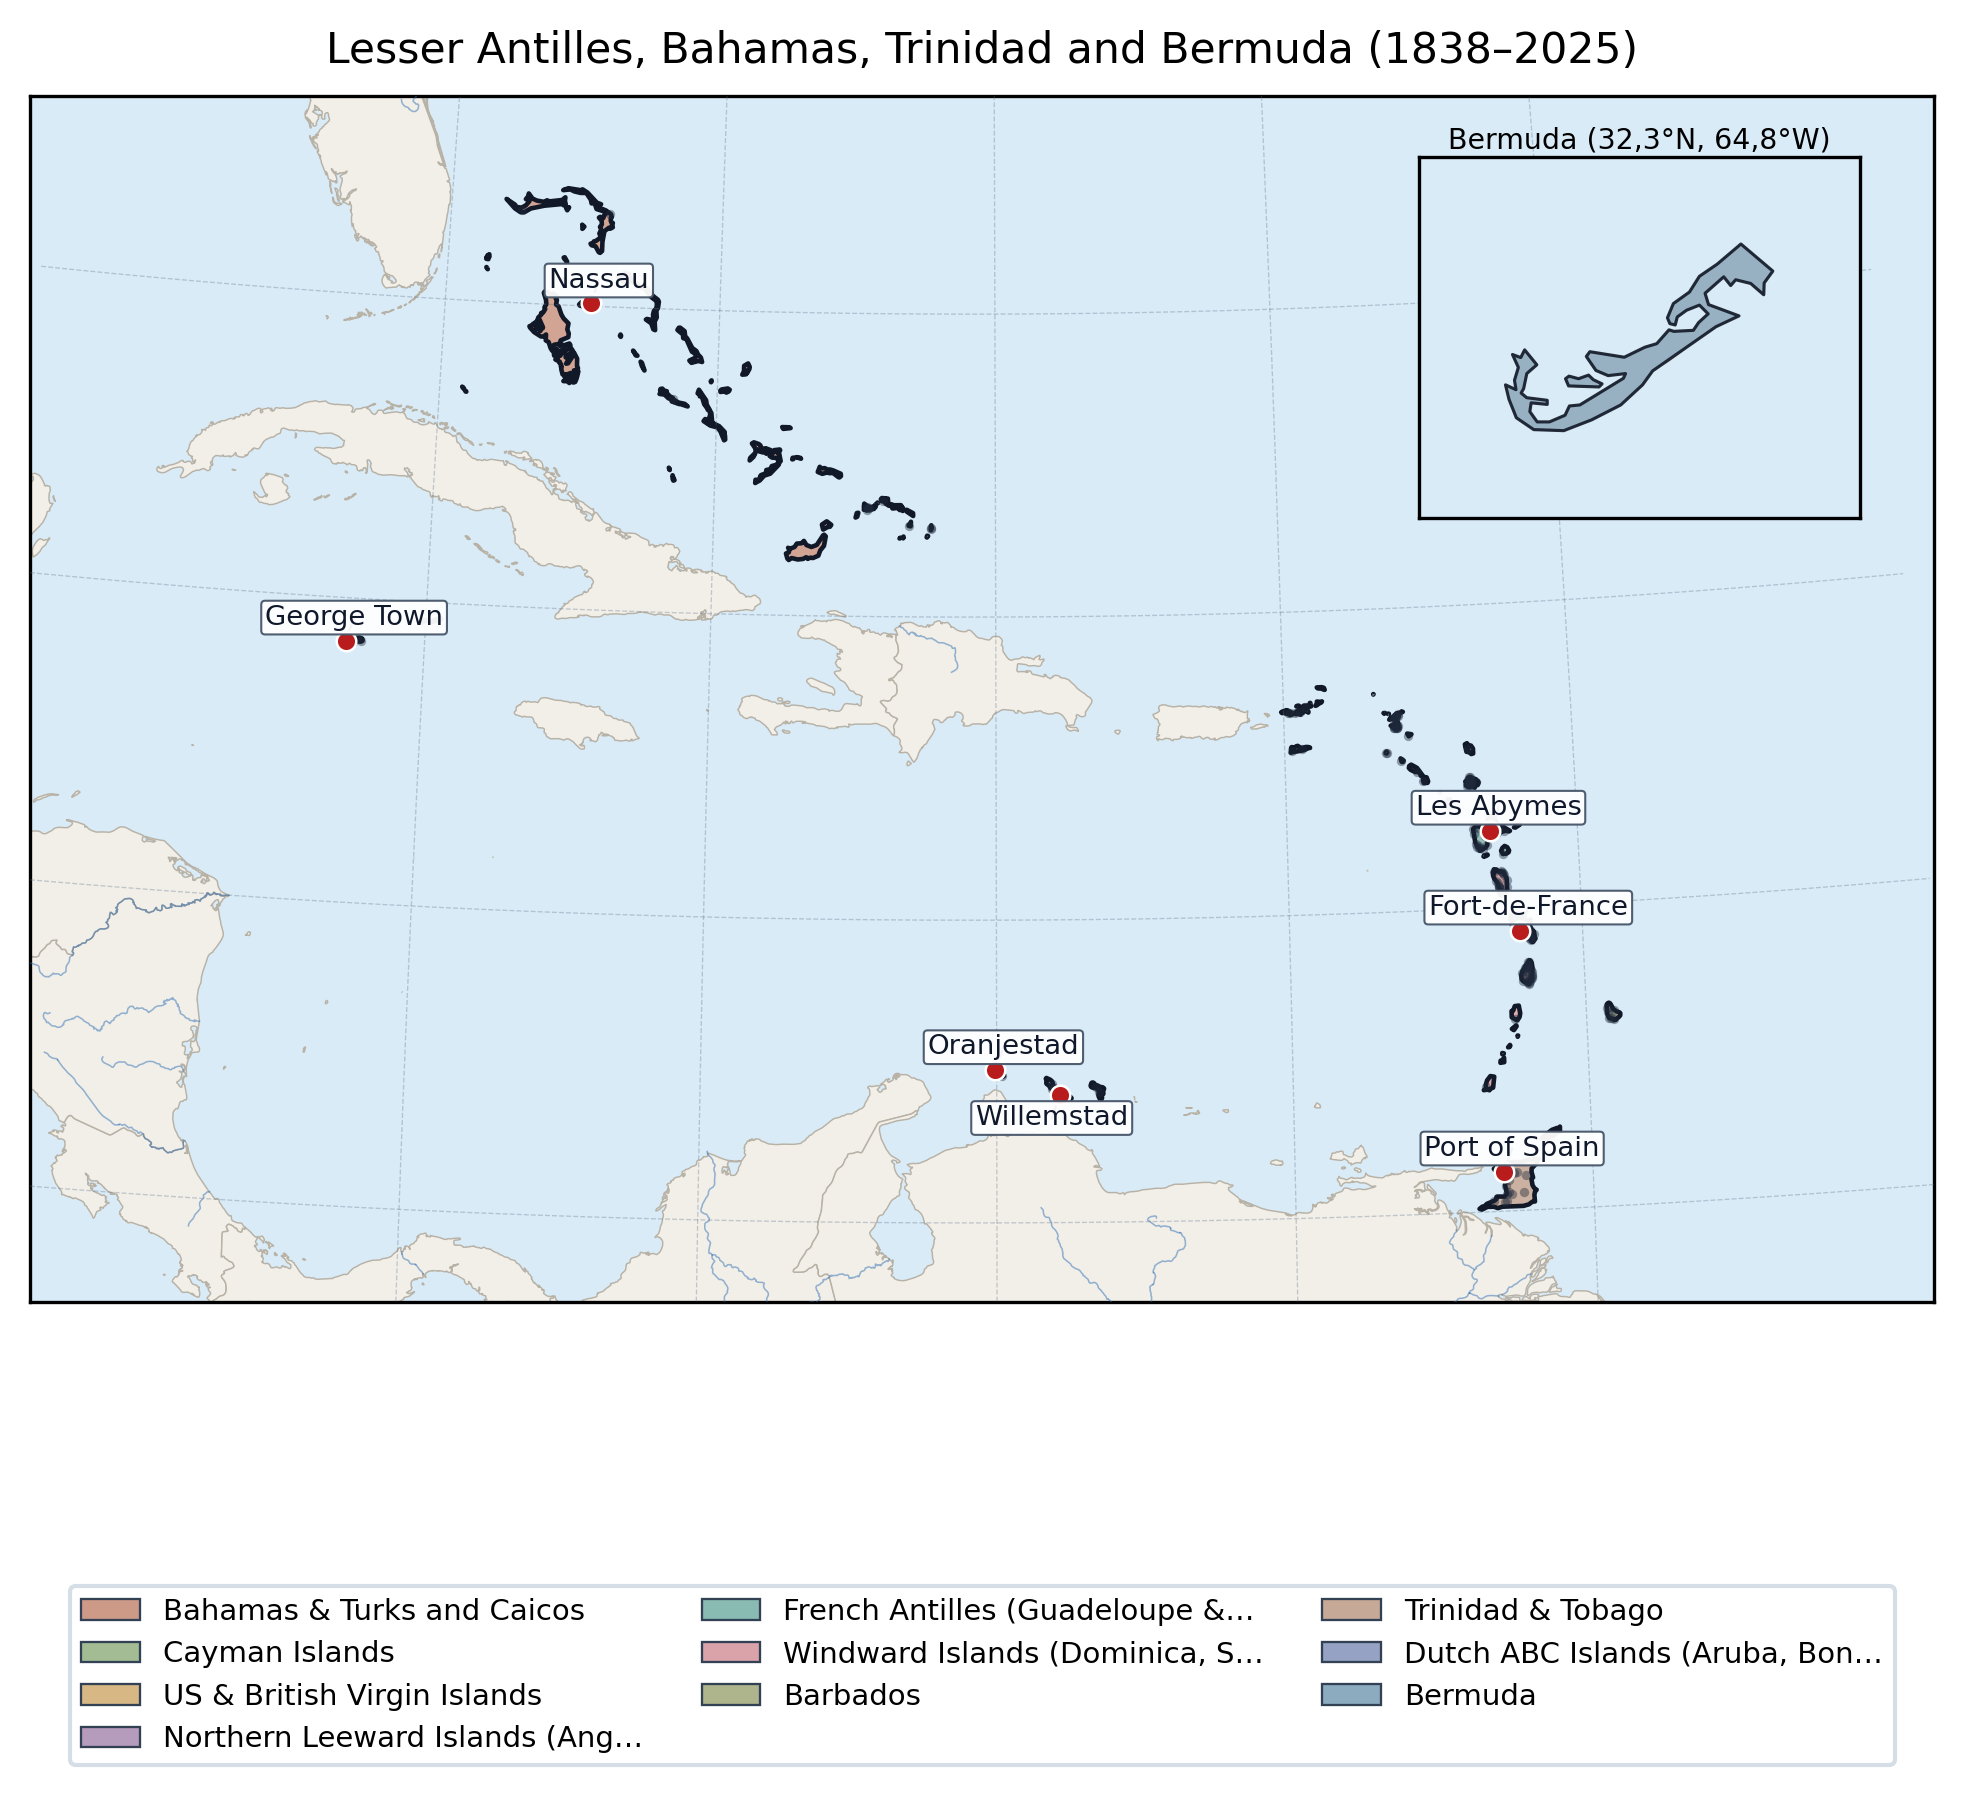 Lesser Antilles, Bahamas, Trinidad and Bermuda (1838–2025)
Bermuda (32,3°N, 64,8°W)
Nassau
George Town
Les Abymes
Fort-de-France
Oranjestad
Willemstad
Port of Spain
Bahamas & Turks and Caicos
Cayman Islands
US & British Virgin Islands
Northern Leeward Islands (Ang...
French Antilles (Guadeloupe &...
Windward Islands (Dominica, S...
Barbados
Trinidad & Tobago
Dutch ABC Islands (Aruba, Bon...
Bermuda